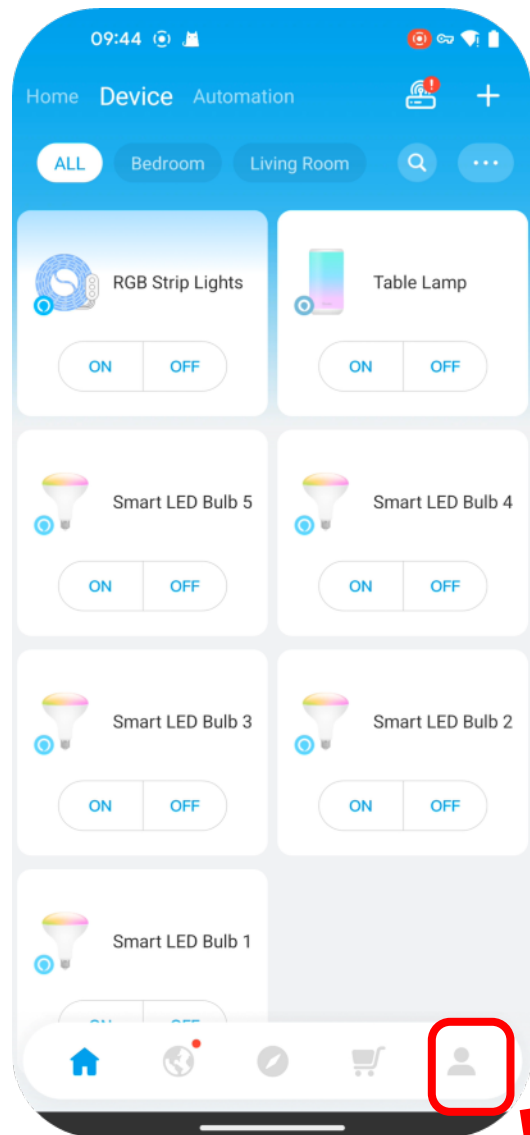 09:44
Home Device Automation
ALL Bedroom Living Room
RGB Strip Lights Table Lamp
ON OFF ON OFF
Smart LED Bulb 5 Smart LED Bulb 4
ON OFF ON OFF
Smart LED Bulb 3 Smart LED Bulb 2
ON OFF ON OFF
Smart LED Bulb 1
ON OFF